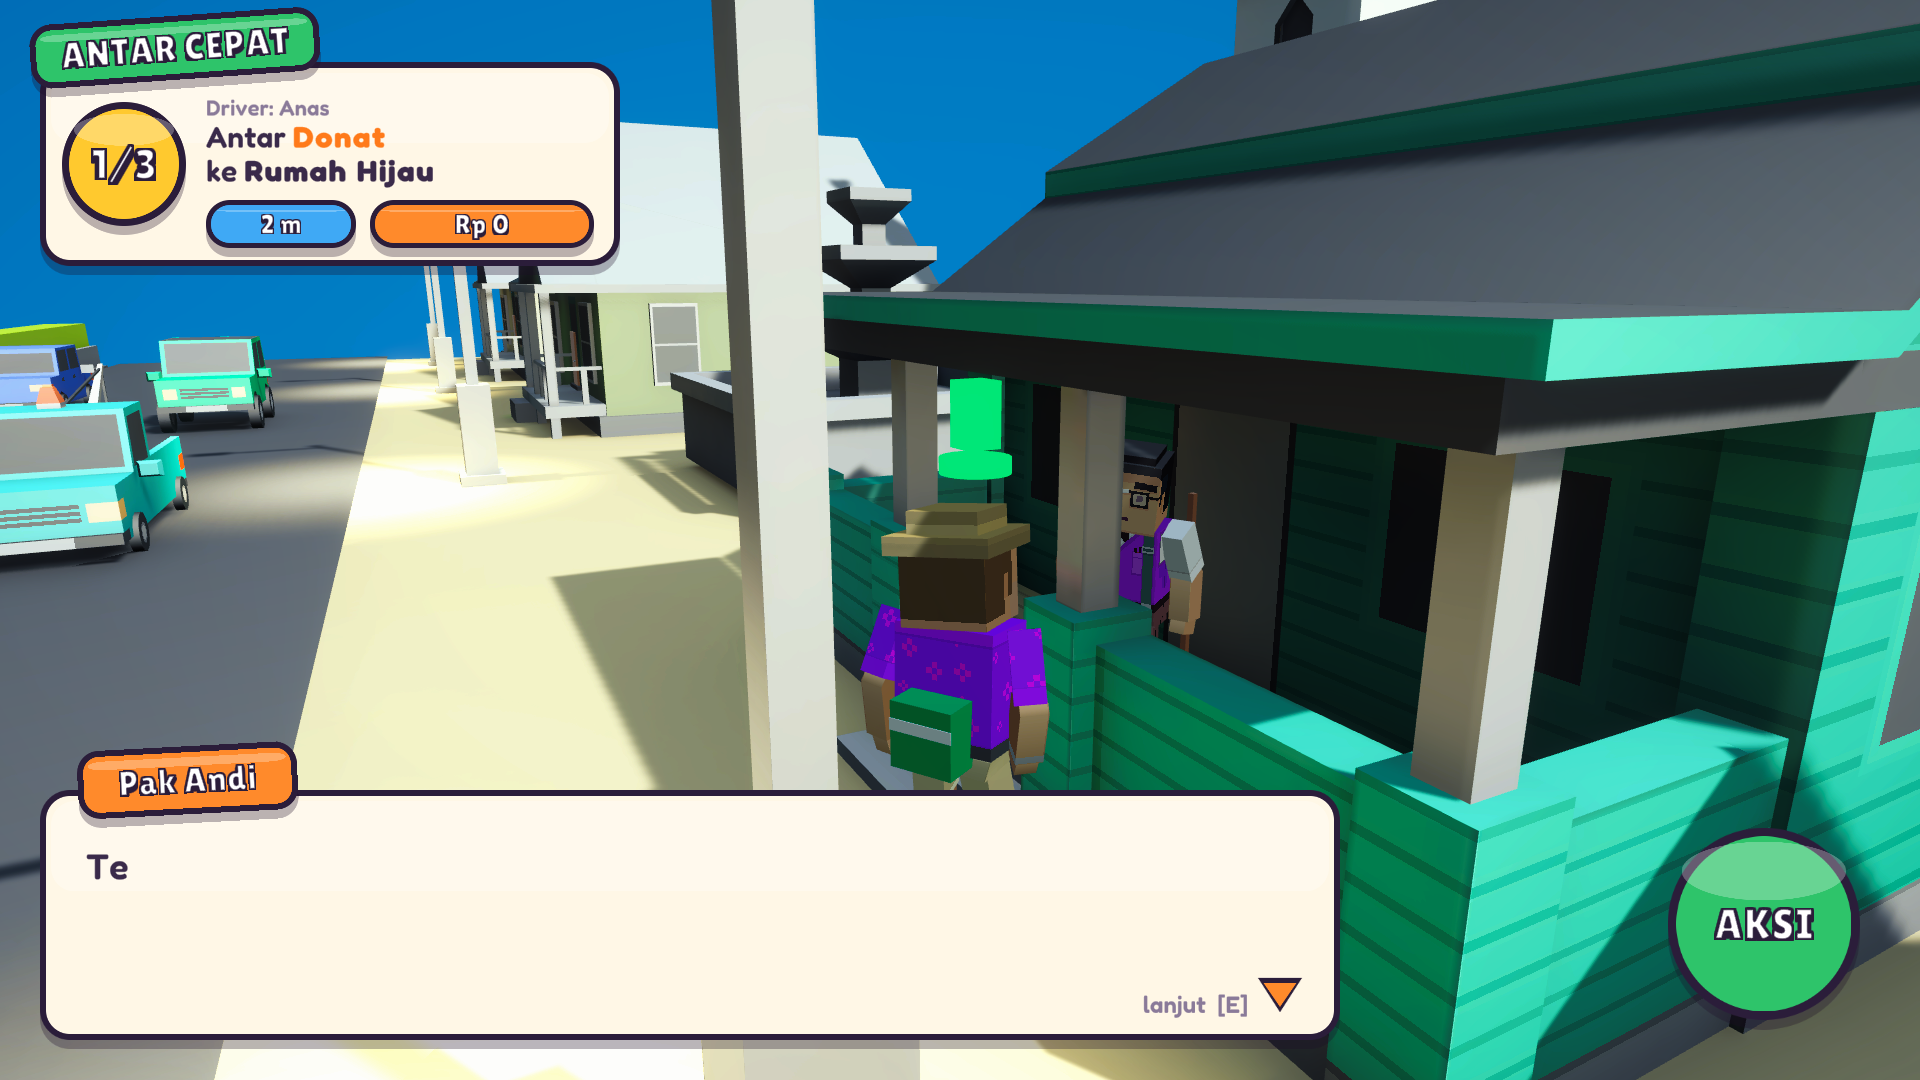 ANTAR CEPAT
1/3
Driver: Anas
Antar Donat
ke Rumah Hijau
2 m
Rp 0
Pak Andi
Te
lanjut [E]
AKSI